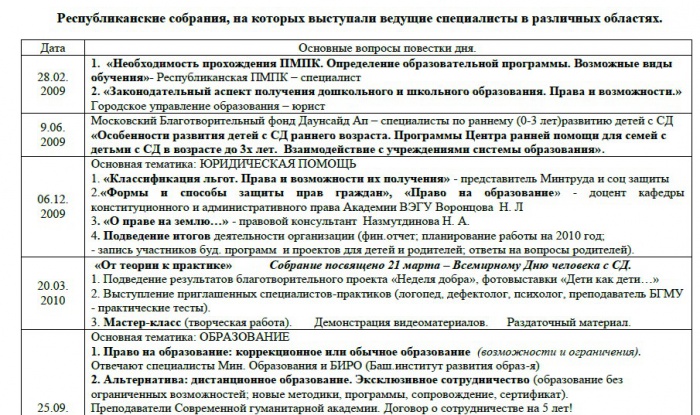 Республиканские собрания, на которых выступали ведущие специалисты в различных областях.
Дата
Основные вопросы повестки дня.
28.02.
2009
1. «Необходимость прохождения ПМПК. Определение образовательной программы. Возможные виды
обучения»- Республиканская ПМПК – специалист
2. «Законодательный аспект получения дошкольного и школьного образования. Права и возможности.»
Городское управление образования – юрист
9.06.
2009
Московский Благотворительный фонд Даунсайд Ап – специалисты по раннему (0-3 лет)развитию детей с СД
«Особенности развития детей с СД раннего возраста. Программы Центра ранней помощи для семей с
детьми с СД в возрасте до 3х лет. Взаимодействие с учреждениями системы образования».
06.12.
2009
Основная тематика: ЮРИДИЧЕСКАЯ ПОМОЩЬ
1. «Классификация льгот. Права и возможности их получения» - представитель Минтруда и соц защиты
2.«Формы и способы защиты прав граждан», «Право на образование» - доцент кафедры
конституционного и административного права Академии ВЭГУ Воронцова Н. Л
3. «О праве на землю…» - правовой консультант Назмутдинова Н. А.
4. Подведение итогов деятельности организации (фин.отчет; планирование работы на 2010 год;
- запись участников буд. программ и проектов для детей и родителей; ответы на вопросы родителей).
20.03.
2010
«От теории к практике» Собрание посвящено 21 марта – Всемирному Дню человека с СД.
1. Подведение результатов благотворительного проекта «Неделя добра», фотовыставки «Дети как дети…»
2. Выступление приглашенных специалистов-практиков (логопед, дефектолог, психолог, преподаватель БГМУ
- практические тесты).
3. Мастер-класс (творческая работа). Демонстрация видеоматериалов. Раздаточный материал.
25.09.
Основная тематика: ОБРАЗОВАНИЕ
1. Право на образование: коррекционное или обычное образование (возможности и ограничения).
Отвечают специалисты Мин. Образования и БИРО (Баш.институт развития образ-я)
2. Альтернатива: дистанционное образование. Эксклюзивное сотрудничество (образование без
ограниченных возможностей; новые методики, программы, сопровождение, сертификат).
Преподаватели Современной гуманитарной академии. Договор о сотрудничестве на 5 лет!